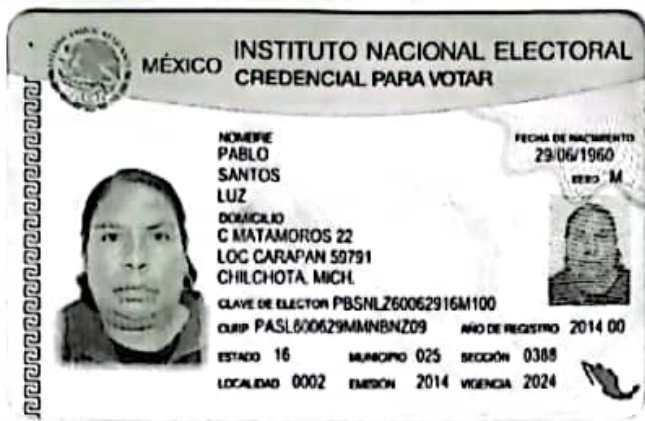 MÉXICO INSTITUTO NACIONAL ELECTORAL
CREDENCIAL PARA VOTAR
NOMBRE
PABLO
SANTOS
LUZ
FECHA DE NACIMIENTO
29/06/1960
SEXO M
DOMICILIO
C MATAMOROS 22
LOC CARAPAN 59791
CHILCHOTA, MICH.
CLAVE DE ELECTOR PBSNLZ60062916M100
CURP PASL600629MMNBNZ09 AÑO DE REGISTRO 2014 00
ESTADO 16 MUNICIPIO 025 SECCIÓN 0388
LOCALIDAD 0002 EMISIÓN 2014 VIGENCIA 2024